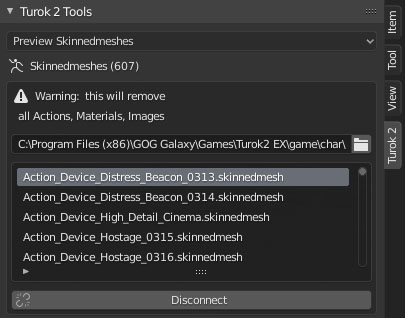 Turok 2 Tools
Preview Skinnedmeshes
Skinnedmeshes (607)
Warning: this will remove
all Actions, Materials, Images
C:\Program Files (x86)\GOG Galaxy\Games\Turok2 EX\game\char\
Action_Device_Distress_Beacon_0313.skinnedmesh
Action_Device_Distress_Beacon_0314.skinnedmesh
Action_Device_High_Detail_Cinema.skinnedmesh
Action_Device_Hostage_0315.skinnedmesh
Action_Device_Hostage_0316.skinnedmesh
Disconnect
Item
Tool
View
Turok 2